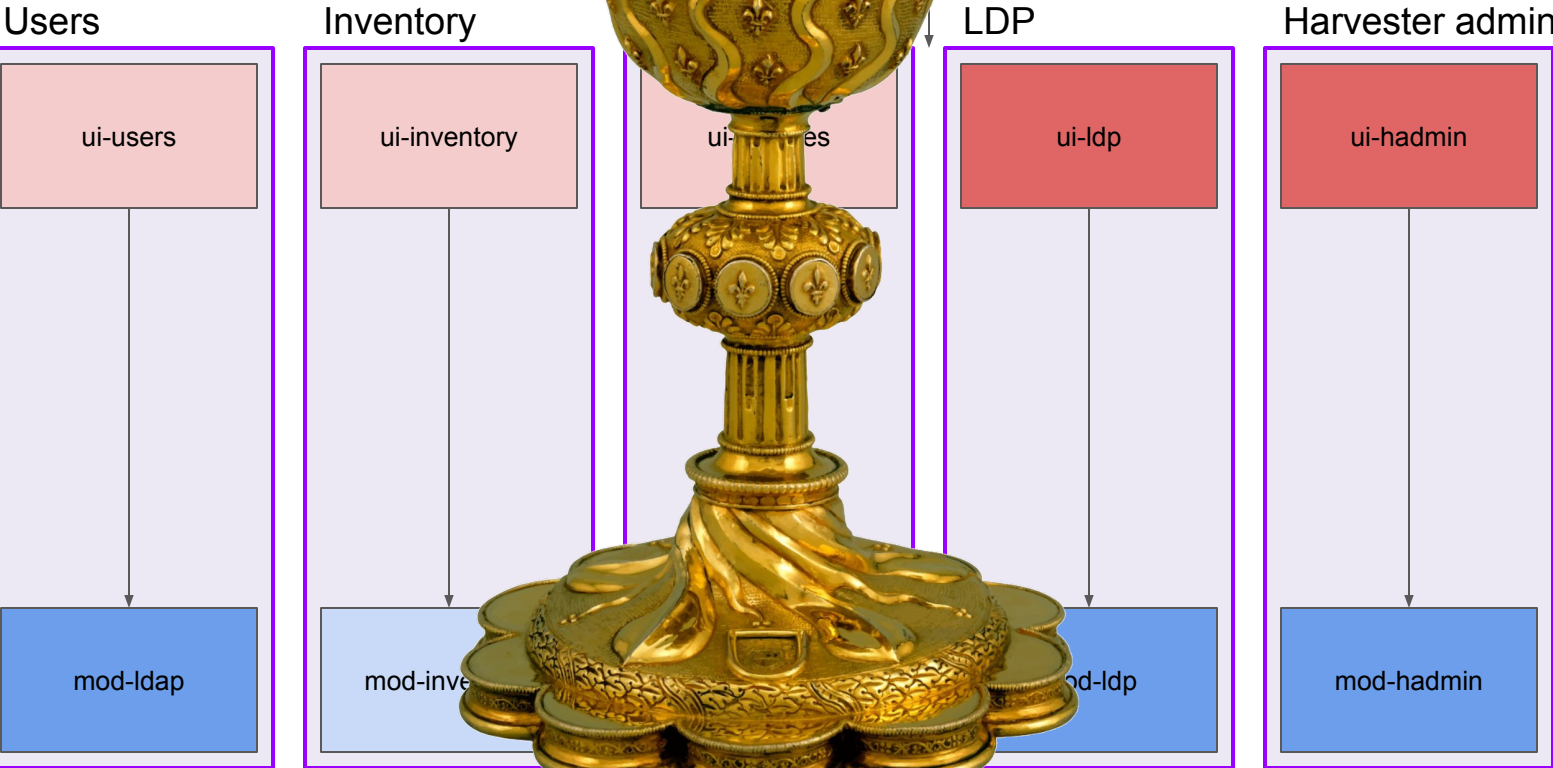 Users
Inventory
LDP
Harvester admin
ui-users
ui-inventory
ui-ldp
ui-hadmin
mod-ldap
mod-hadmin